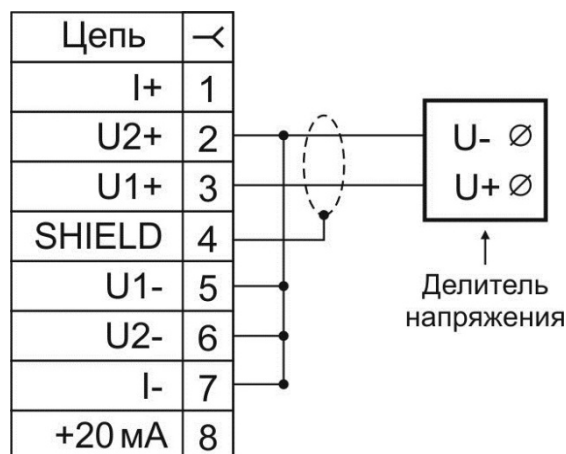 Цепь
I+ 1
U2+ 2
U1+ 3
SHIELD 4
U1- 5
U2- 6
I- 7
+20 мА 8
U- ∅
U+ ∅
Делитель
напряжения